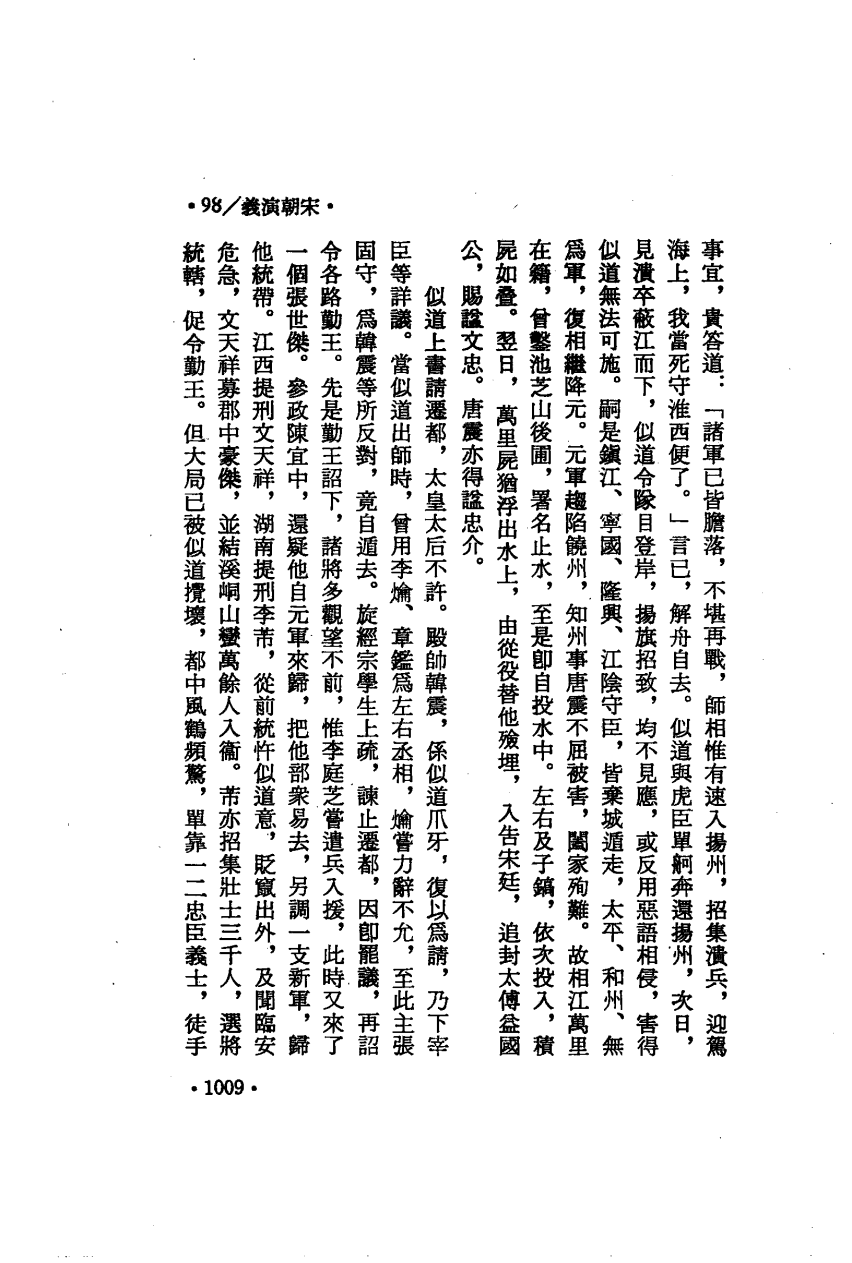 •98/義演朝宋•
事宜，貴答道：「諸軍已皆膽落，不堪再戰，師相惟有速入揚州，招集潰兵，迎駕
海上，我當死守淮西便了。」言已，解舟自去。似道與虎臣單舸奔還揚州，次日，
見潰卒蔽江而下，似道令隊目登岸，揚旗招致，均不見應，或反用惡語相侵，害得
似道無法可施。嗣是鎮江、寧國、隆興、江陰守臣，皆棄城遁走，太平、和州、無
爲軍，復相繼降元。元軍趨陷饒州，知州事唐震不屈被害，闔家殉難。故相江萬里
在籍，曾鑿池芝山後圃，署名止水，至是卽自投水中。左右及子鎬，依次投入，積
屍如疊。翌日，萬里屍猶浮出水上，由從役替他殮埋，入告宋廷，追封太傅益國
公，賜諡文忠。唐震亦得諡忠介。
似道上書請遷都，太皇太后不許。殿帥韓震，係似道爪牙，復以爲請，乃下宰
臣等詳議。當似道出師時，曾用李爚、章鑑爲左右丞相，爚嘗力辭不允，至此主張
固守，爲韓震等所反對，竟自遁去。旋經宗學生上疏，諫止遷都，因卽罷議，再詔
令各路勤王。先是勤王詔下，諸將多觀望不前，惟李庭芝嘗遣兵入援，此時又來了
一個張世傑。參政陳宜中，還疑他自元軍來歸，把他部衆易去，另調一支新軍，歸
他統帶。江西提刑文天祥，湖南提刑李芾，從前統忤似道意，貶竄出外，及聞臨安
危急，文天祥募郡中豪傑，並結溪峒山蠻萬餘人入衞。芾亦招集壯士三千人，選將
統轄，促令勤王。但大局已被似道攪壞，都中風鶴頻驚，單靠一二忠臣義士，徒手
•1009•